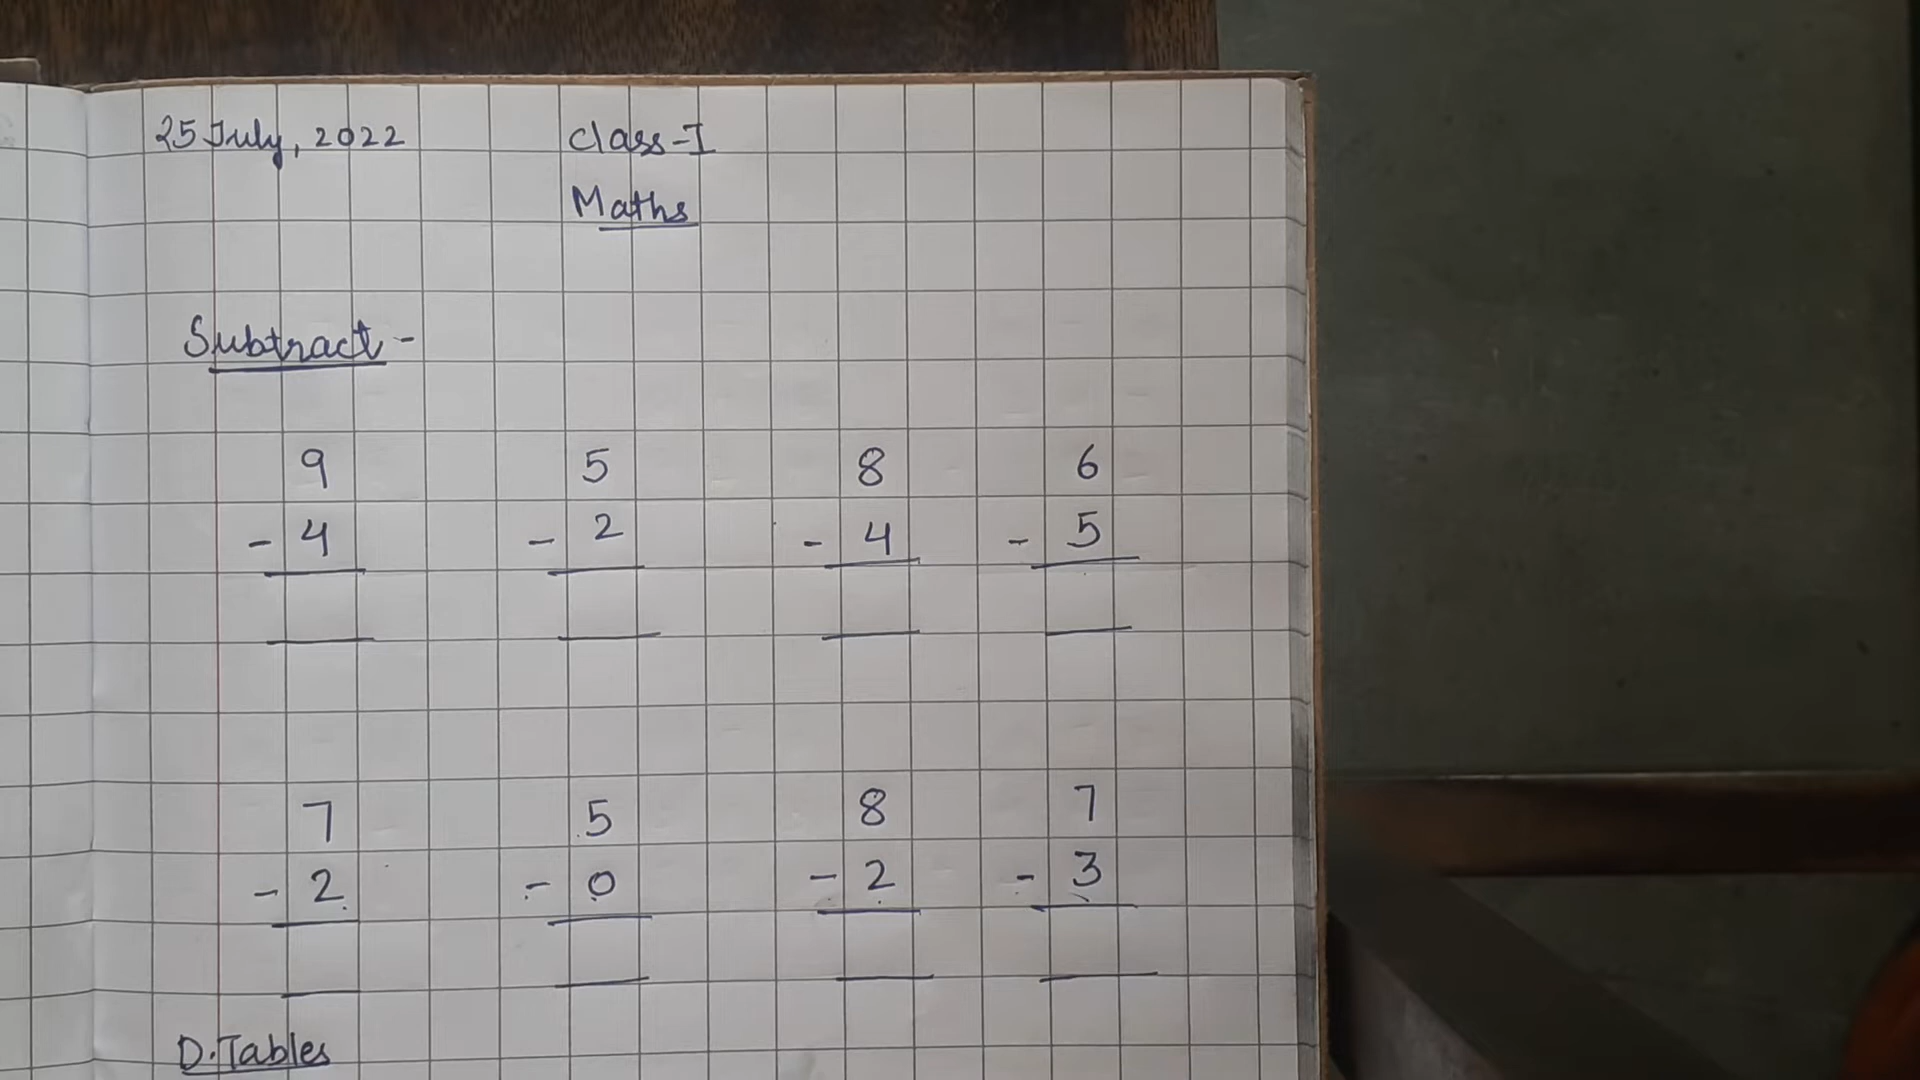 25 July, 2022 Class-I
Maths
Subtract-
9 5 8 6
- 4 - 2 - 4 - 5
7 5 8 7
- 2 - 0 - 2 - 3
D.Tables